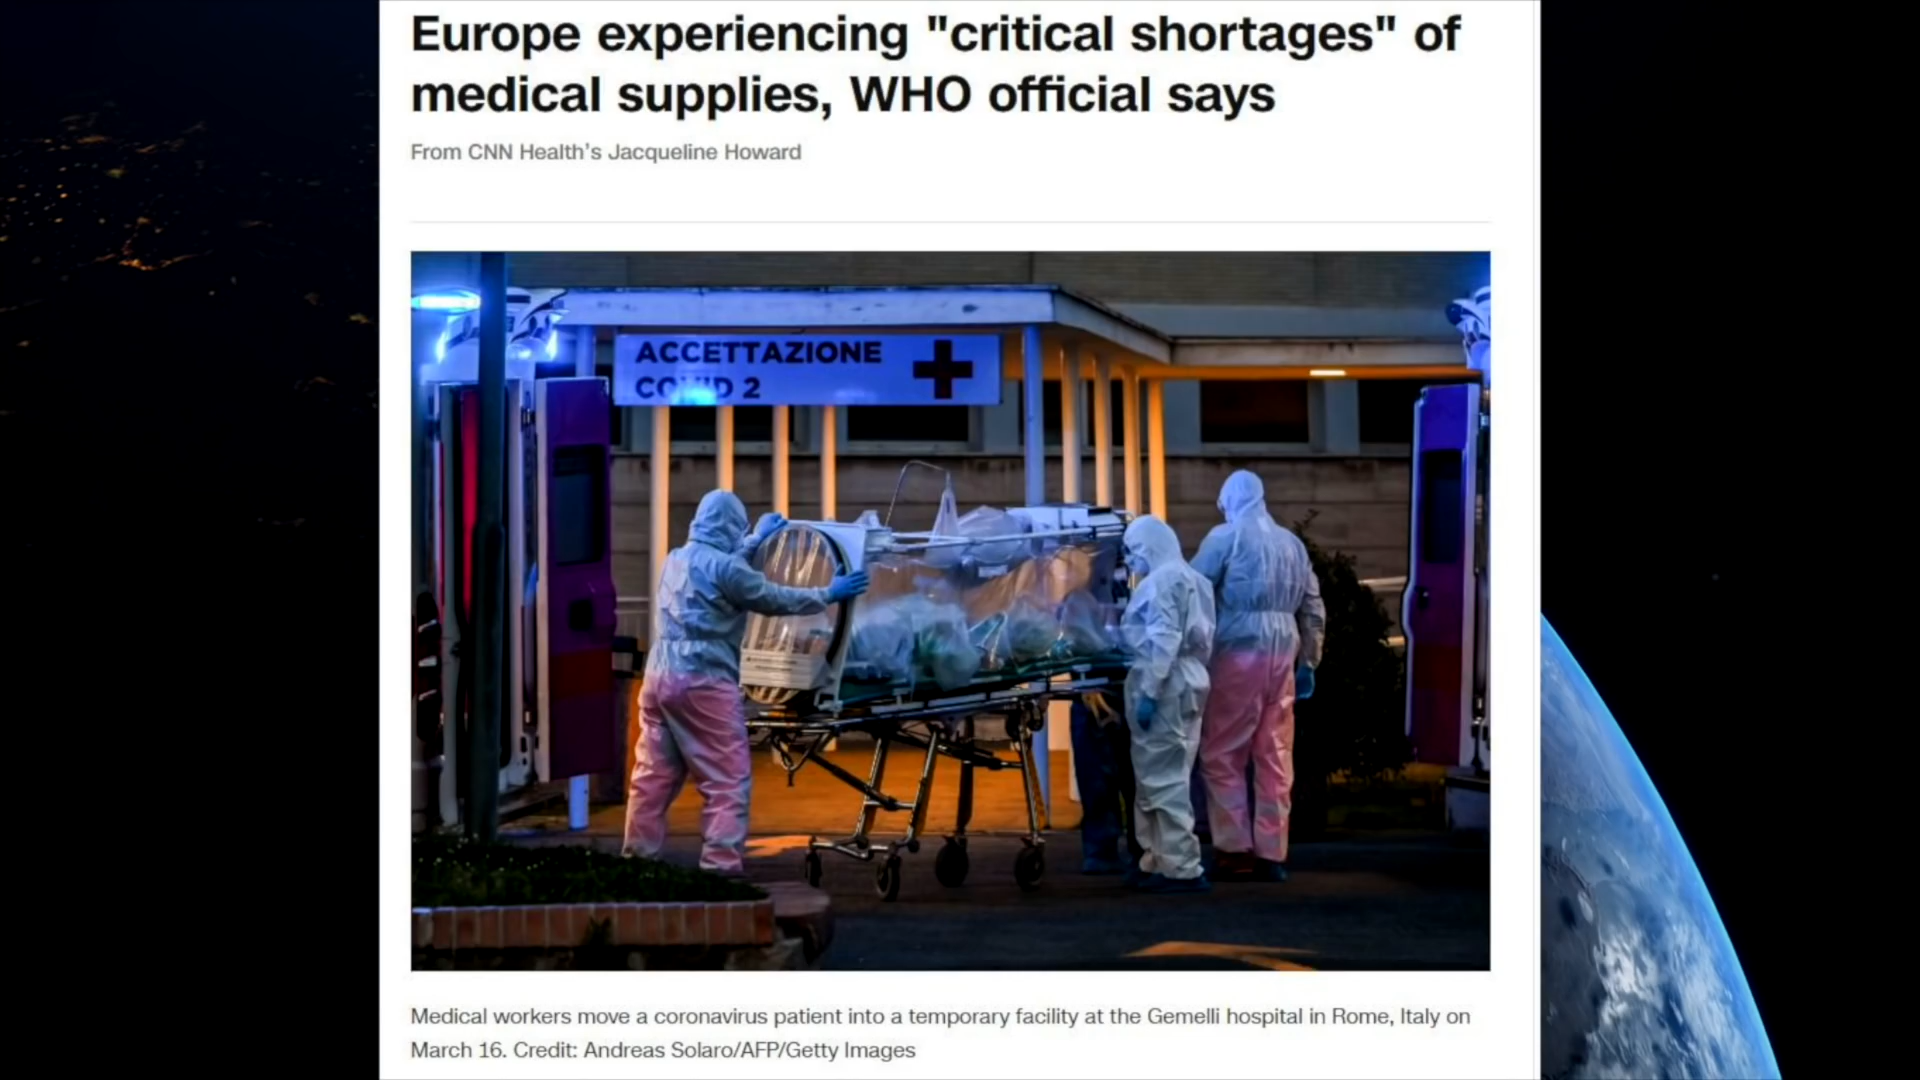 Europe experiencing "critical shortages" of
medical supplies, WHO official says
From CNN Health's Jacqueline Howard
ACCETTAZIONE
COVID 2
Medical workers move a coronavirus patient into a temporary facility at the Gemelli hospital in Rome, Italy on
March 16. Credit: Andreas Solaro/AFP/Getty Images